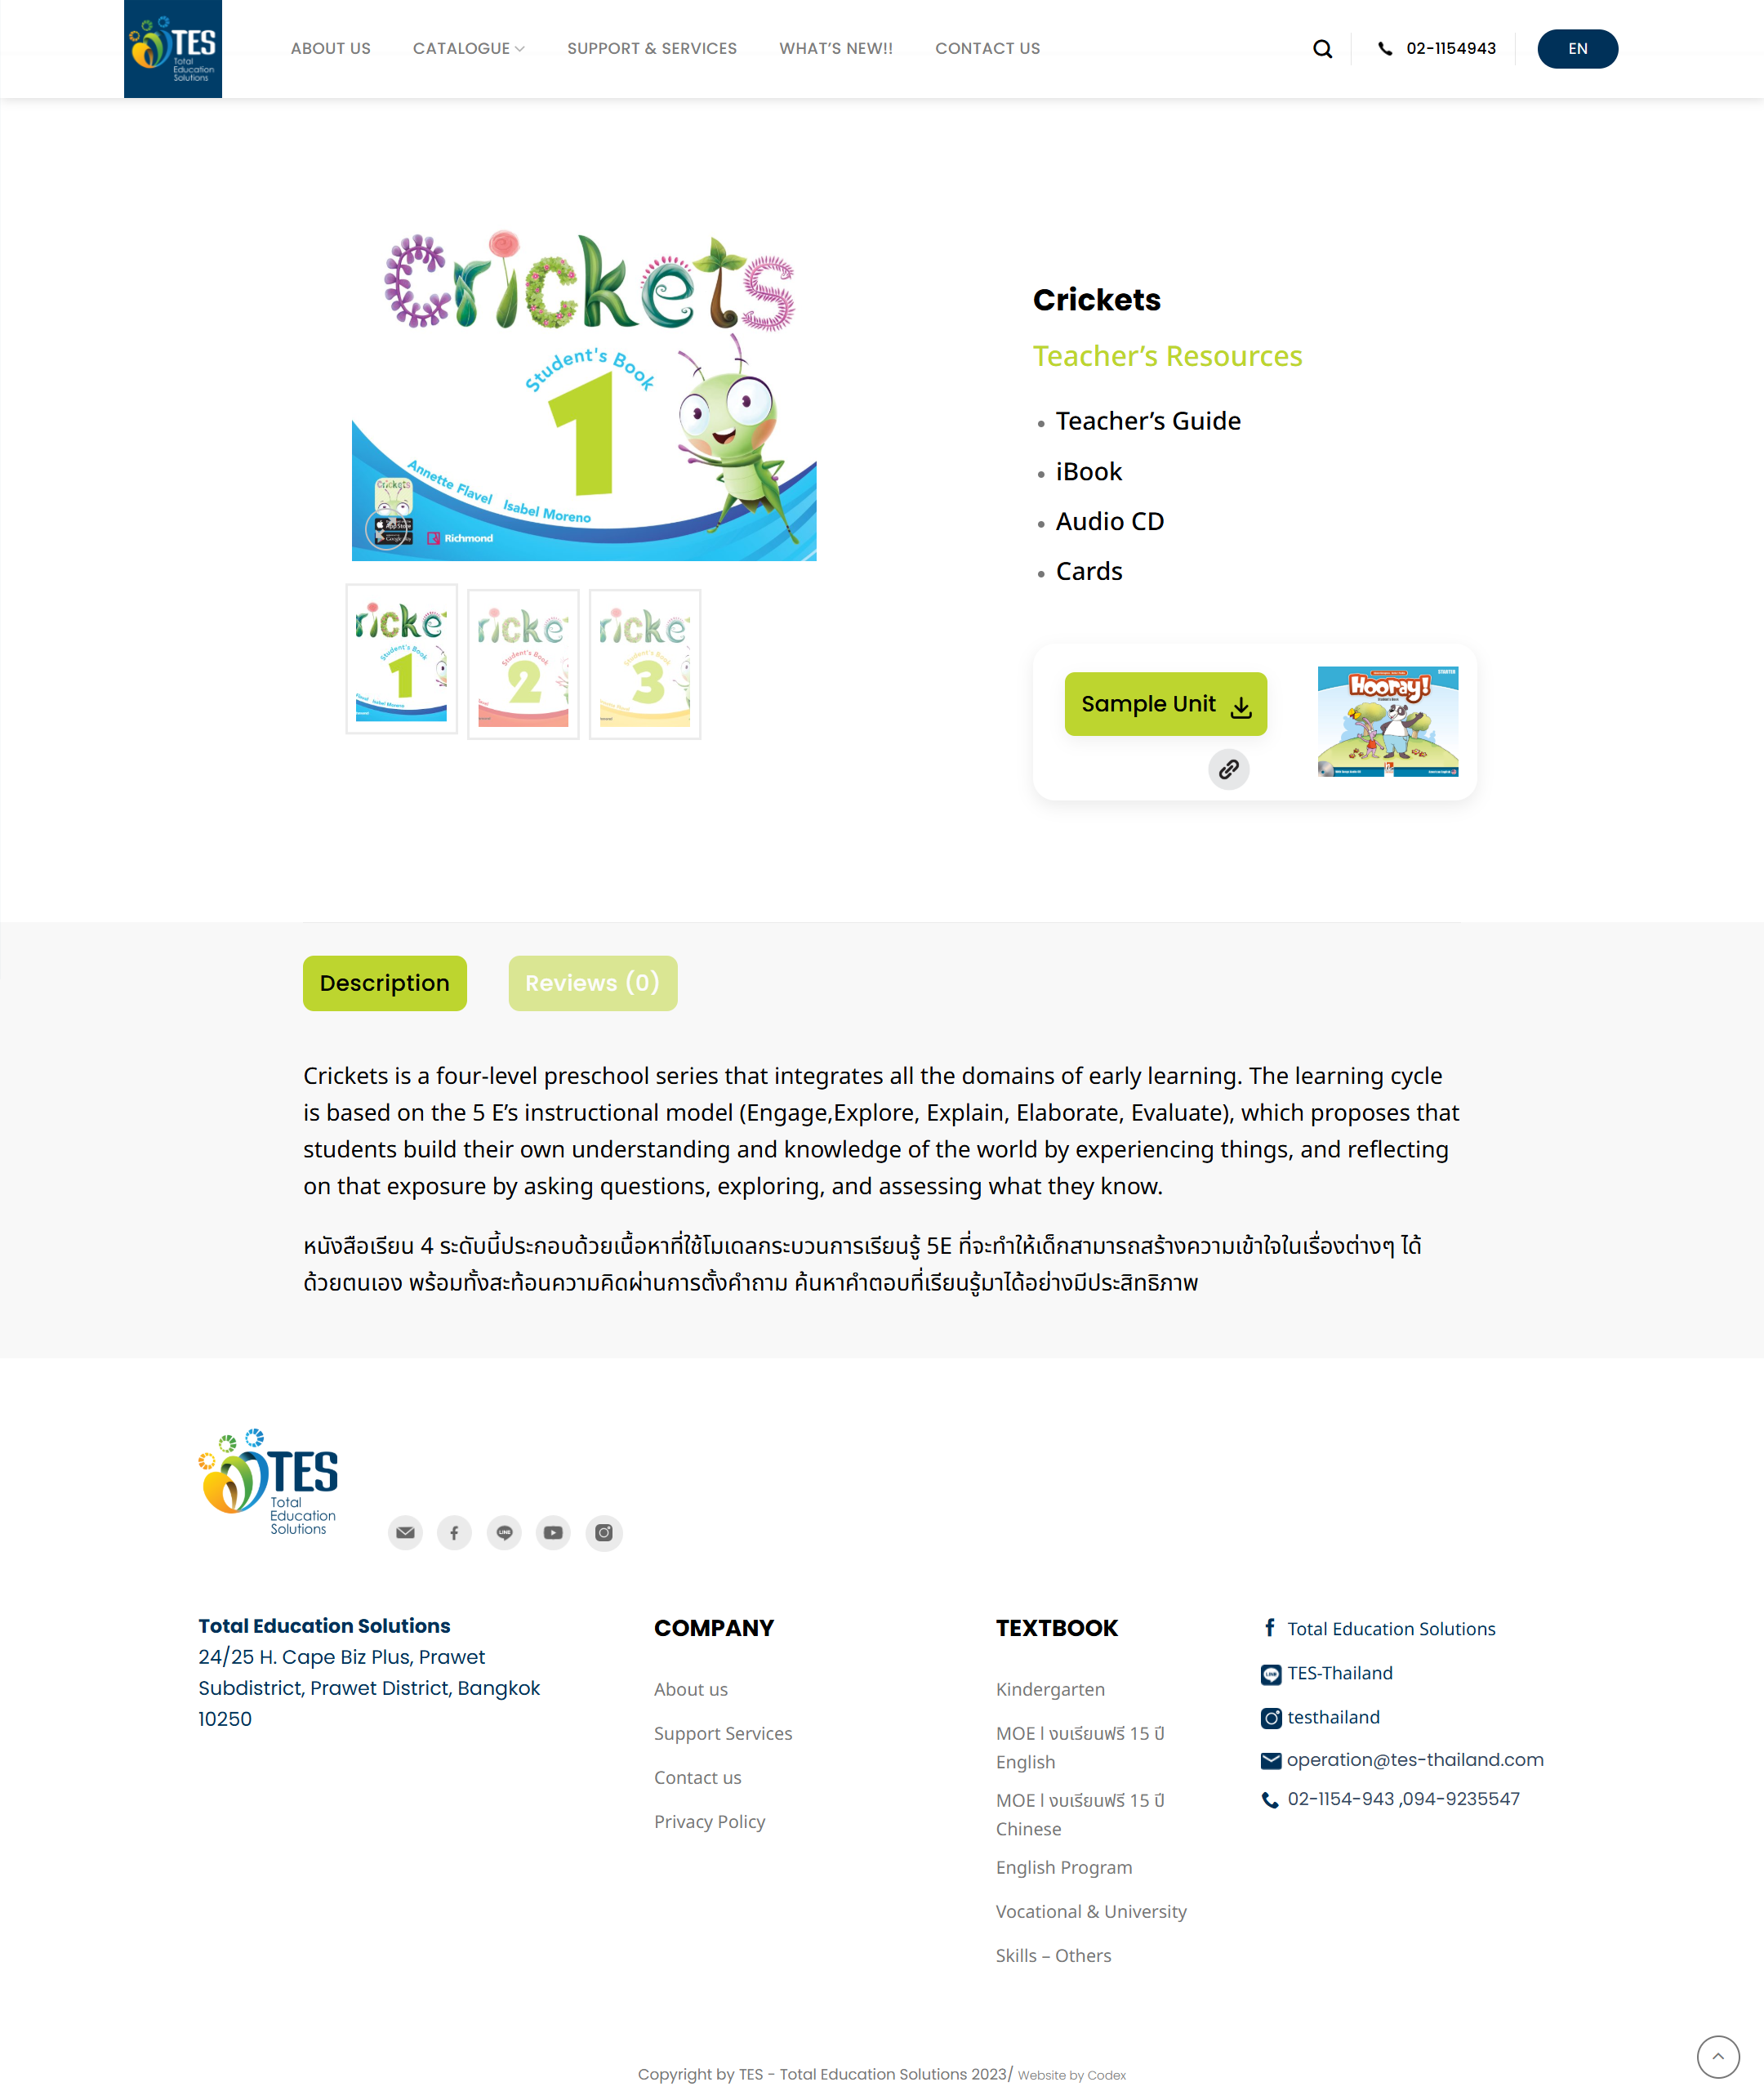 TES
Total
Education
Solutions
ABOUT US
CATALOGUE
SUPPORT & SERVICES
WHAT'S NEW!!
CONTACT US
02-1154943
EN
Crickets
Student's Book
1
Annette Flavel Isabel Moreno
Crickets
Richmond
ricke
Student's Book
1
Isabel Moreno
ricke
Student's Book
2
ricke
Student's Book
3
Crickets
Teacher’s Resources
Teacher’s Guide
iBook
Audio CD
Cards
Sample Unit
STARTER
Hooray!
Description
Reviews (0)
Crickets is a four-level preschool series that integrates all the domains of early learning. The learning cycle
is based on the 5 E’s instructional model (Engage,Explore, Explain, Elaborate, Evaluate), which proposes that
students build their own understanding and knowledge of the world by experiencing things, and reflecting
on that exposure by asking questions, exploring, and assessing what they know.
หนังสือเรียน 4 ระดับนี้ประกอบด้วยเนื้อหาที่ใช้โมเดลกระบวนการเรียนรู้ 5E ที่จะทำให้เด็กสามารถสร้างความเข้าใจในเรื่องต่างๆ ได้
ด้วยตนเอง พร้อมทั้งสะท้อนความคิดผ่านการตั้งคำถาม ค้นหาคำตอบที่เรียนรู้มาได้อย่างมีประสิทธิภาพ
TES
Total
Education
Solutions
Total Education Solutions
24/25 H. Cape Biz Plus, Prawet
Subdistrict, Prawet District, Bangkok
10250
COMPANY
About us
Support Services
Contact us
Privacy Policy
TEXTBOOK
Kindergarten
MOE l งบเรียนฟรี 15 ปี
English
MOE l งบเรียนฟรี 15 ปี
Chinese
English Program
Vocational & University
Skills – Others
Total Education Solutions
TES-Thailand
testhailand
operation@tes-thailand.com
02-1154-943 ,094-9235547
Copyright by TES - Total Education Solutions 2023/ Website by Codex